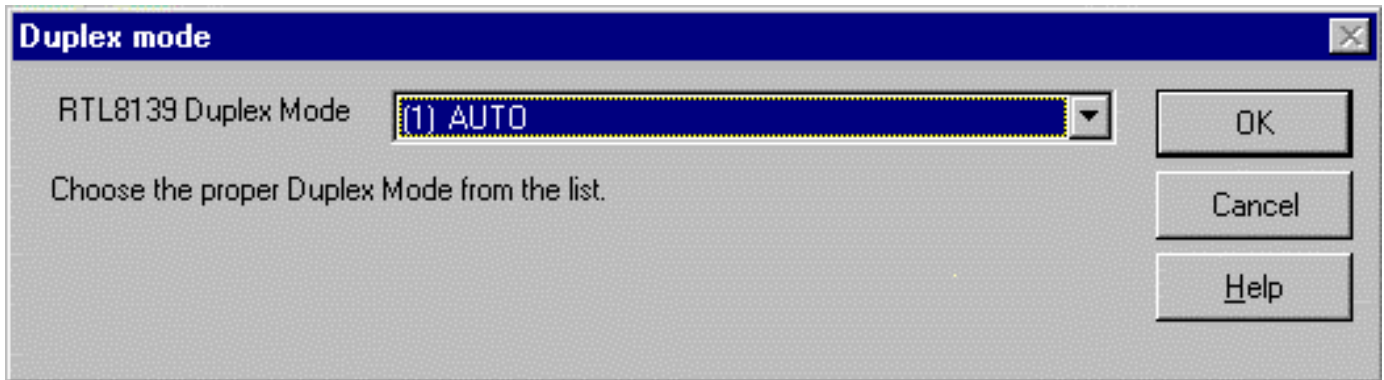 Duplex mode
RTL8139 Duplex Mode (1) AUTO
OK
Choose the proper Duplex Mode from the list.
Cancel
Help